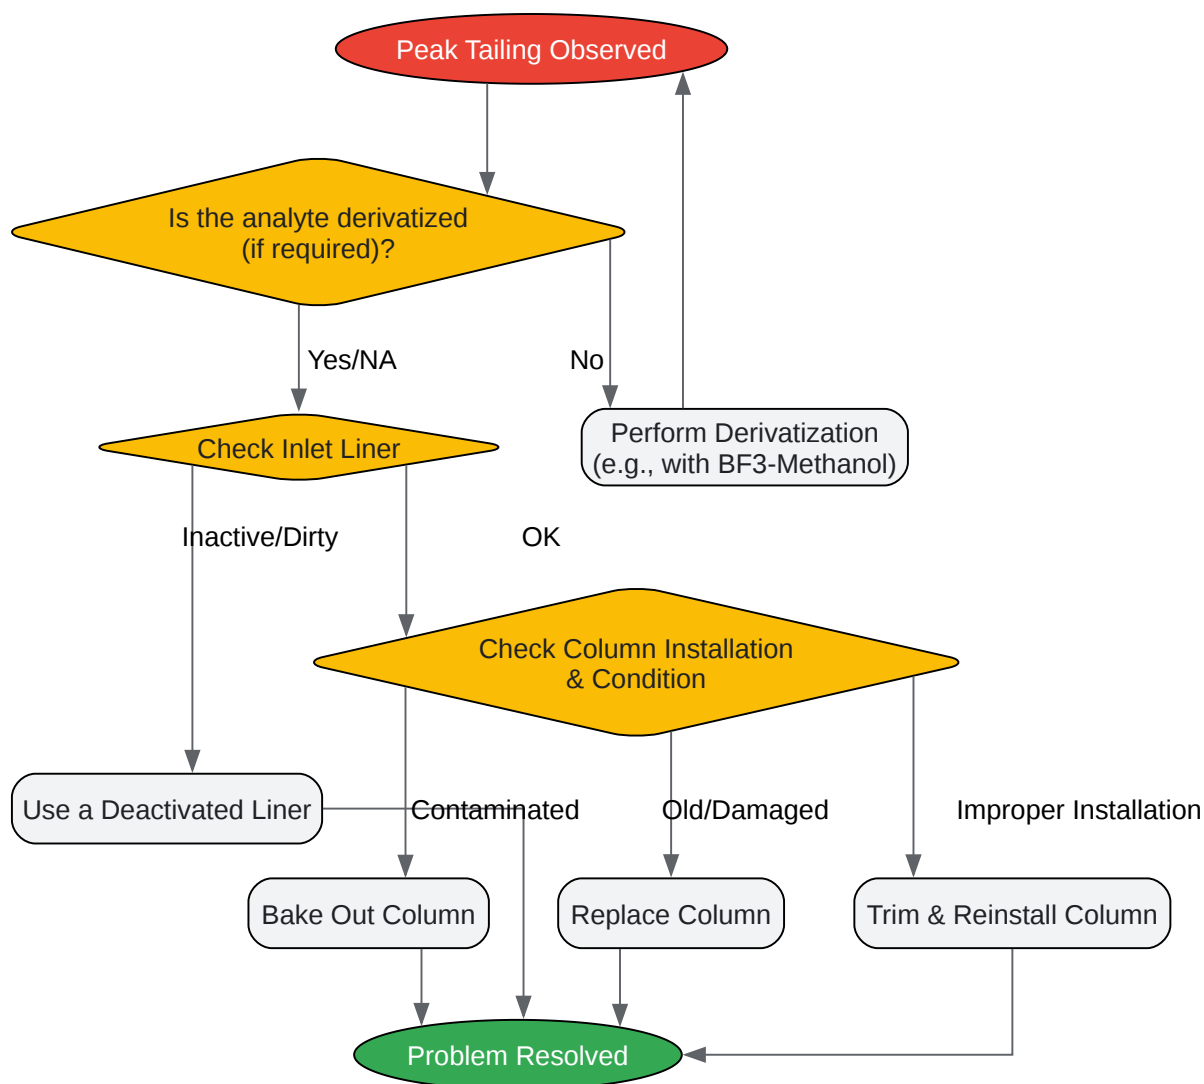 Peak Tailing Observed
Is the analyte derivatized
(if required)?
Yes/NA
No
Check Inlet Liner
Perform Derivatization
(e.g., with BF3-Methanol)
Inactive/Dirty
OK
Check Column Installation
& Condition
Use a Deactivated Liner
Contaminated
Old/Damaged
Improper Installation
Bake Out Column
Replace Column
Trim & Reinstall Column
Problem Resolved